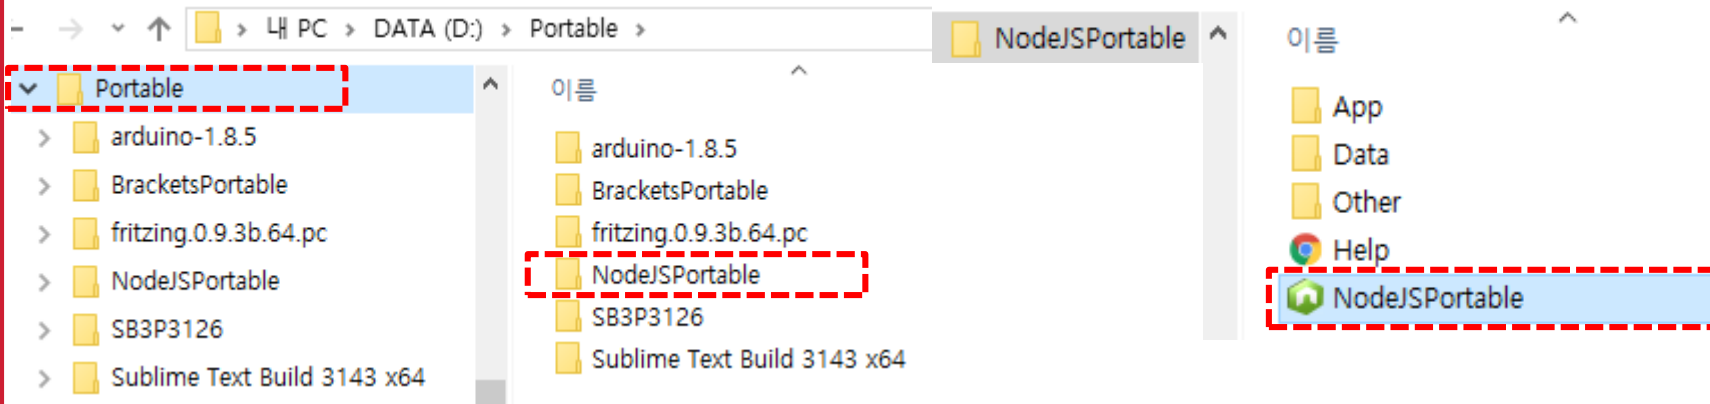 내 PC > DATA (D:) > Portable >
Portable
arduino-1.8.5
BracketsPortable
fritzing.0.9.3b.64.pc
NodeJSPortable
SB3P3126
Sublime Text Build 3143 x64
이름
arduino-1.8.5
BracketsPortable
fritzing.0.9.3b.64.pc
NodeJSPortable
SB3P3126
Sublime Text Build 3143 x64
NodeJSPortable
이름
App
Data
Other
Help
NodeJSPortable